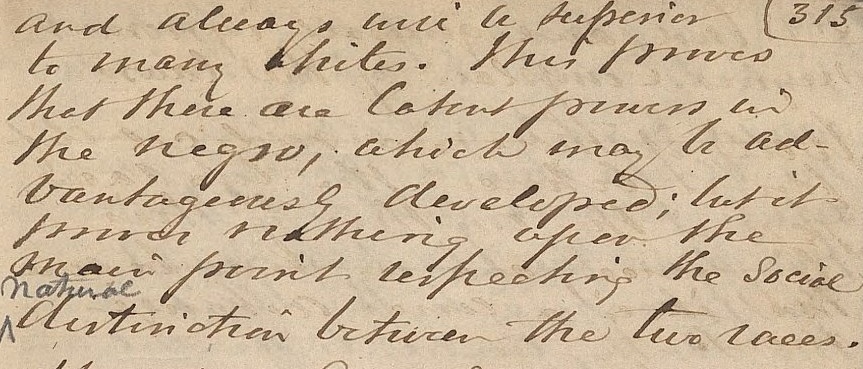 and always will be superior (315
to many whites. This proves
that there are latent powers in
the negro, which may be ad-
vantageously developed; but it
proves nothing upon the
main point respecting the social
natural
distinction between the two races.